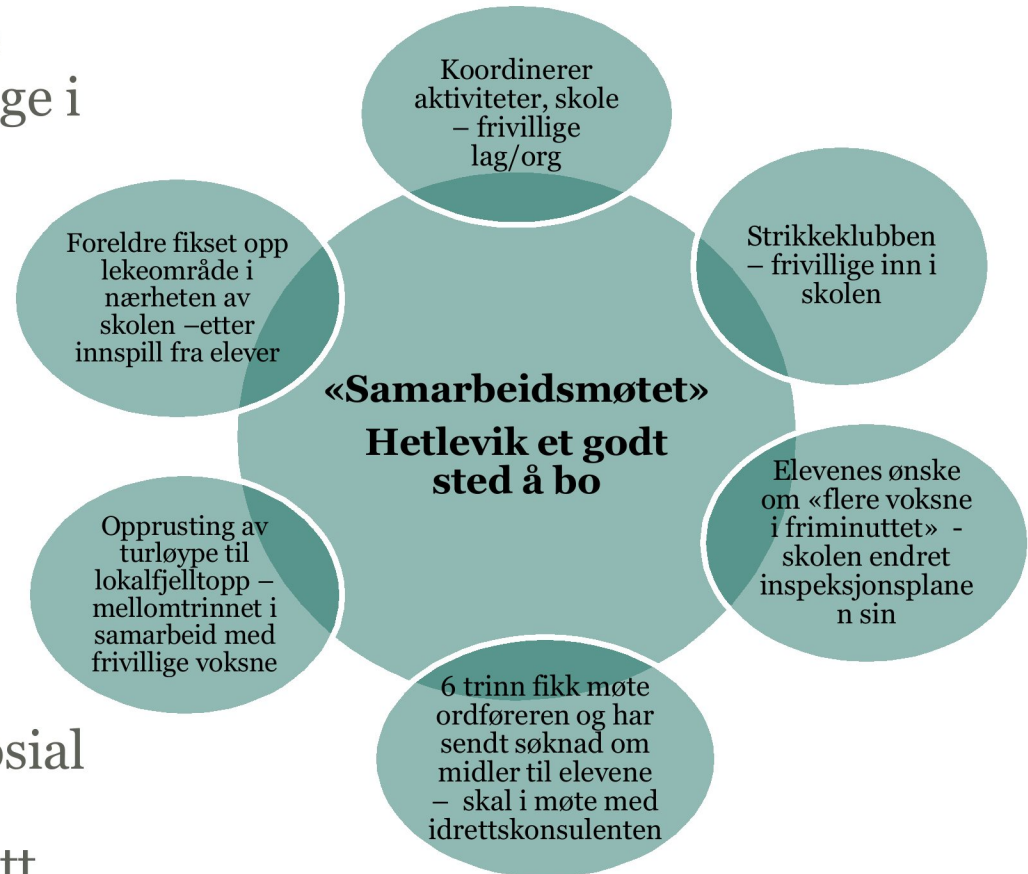 ge i
Koordinerer
aktiviteter, skole
– frivillige
lag/org
Strikkeklubben
– frivillige inn i
skolen
Elevenes ønske
om «flere voksne
i friminuttet»  -
skolen endret
inspeksjonsplane
n sin
6 trinn fikk møte
ordføreren og har
sendt søknad om
midler til elevene
–  skal i møte med
idrettskonsulenten
Opprusting av
turløype til
lokalfjelltopp –
mellomtrinnet i
samarbeid med
frivillige voksne
Foreldre fikset opp
lekeområde i
nærheten av
skolen –etter
innspill fra elever
«Samarbeidsmøtet»
Hetlevik et godt
sted å bo
osial